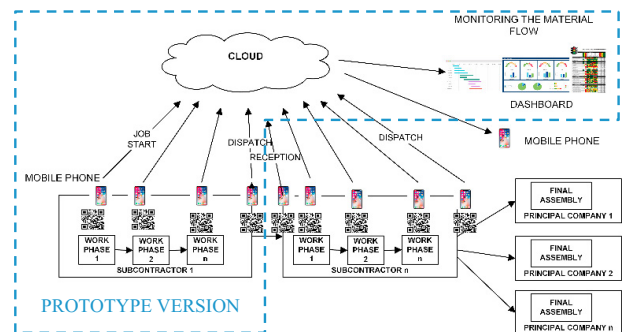 MONITORING THE MATERIAL
FLOW
CLOUD
DASHBOARD
JOB
START
DISPATCH
RECEPTION
DISPATCH
MOBILE PHONE
MOBILE PHONE
WORK
PHASE
1
WORK
PHASE
2
WORK
PHASE
n
SUBCONTRACTOR 1
WORK
PHASE
1
WORK
PHASE
2
WORK
PHASE
n
SUBCONTRACTOR n
FINAL
ASSEMBLY
PRINCIPAL COMPANY 1
FINAL
ASSEMBLY
PRINCIPAL COMPANY 2
FINAL
ASSEMBLY
PRINCIPAL COMPANY n
PROTOTYPE VERSION